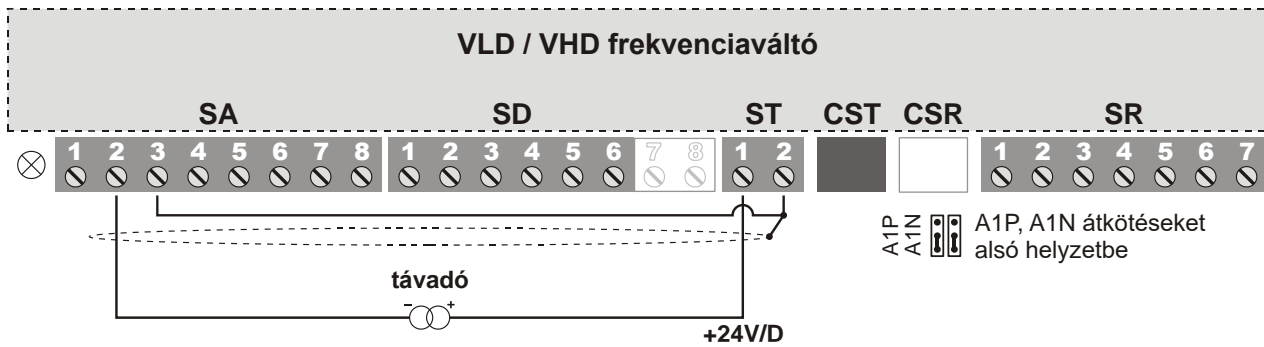 VLD / VHD frekvenciaváltó
SA SD ST CST CSR SR
1 2 3 4 5 6 7 8 1 2 3 4 5 6 7 8 1 2 1 2 3 4 5 6 7
A1P
A1N
A1P, A1N átkötéseket
alsó helyzetbe
távadó
- +
+24V/D